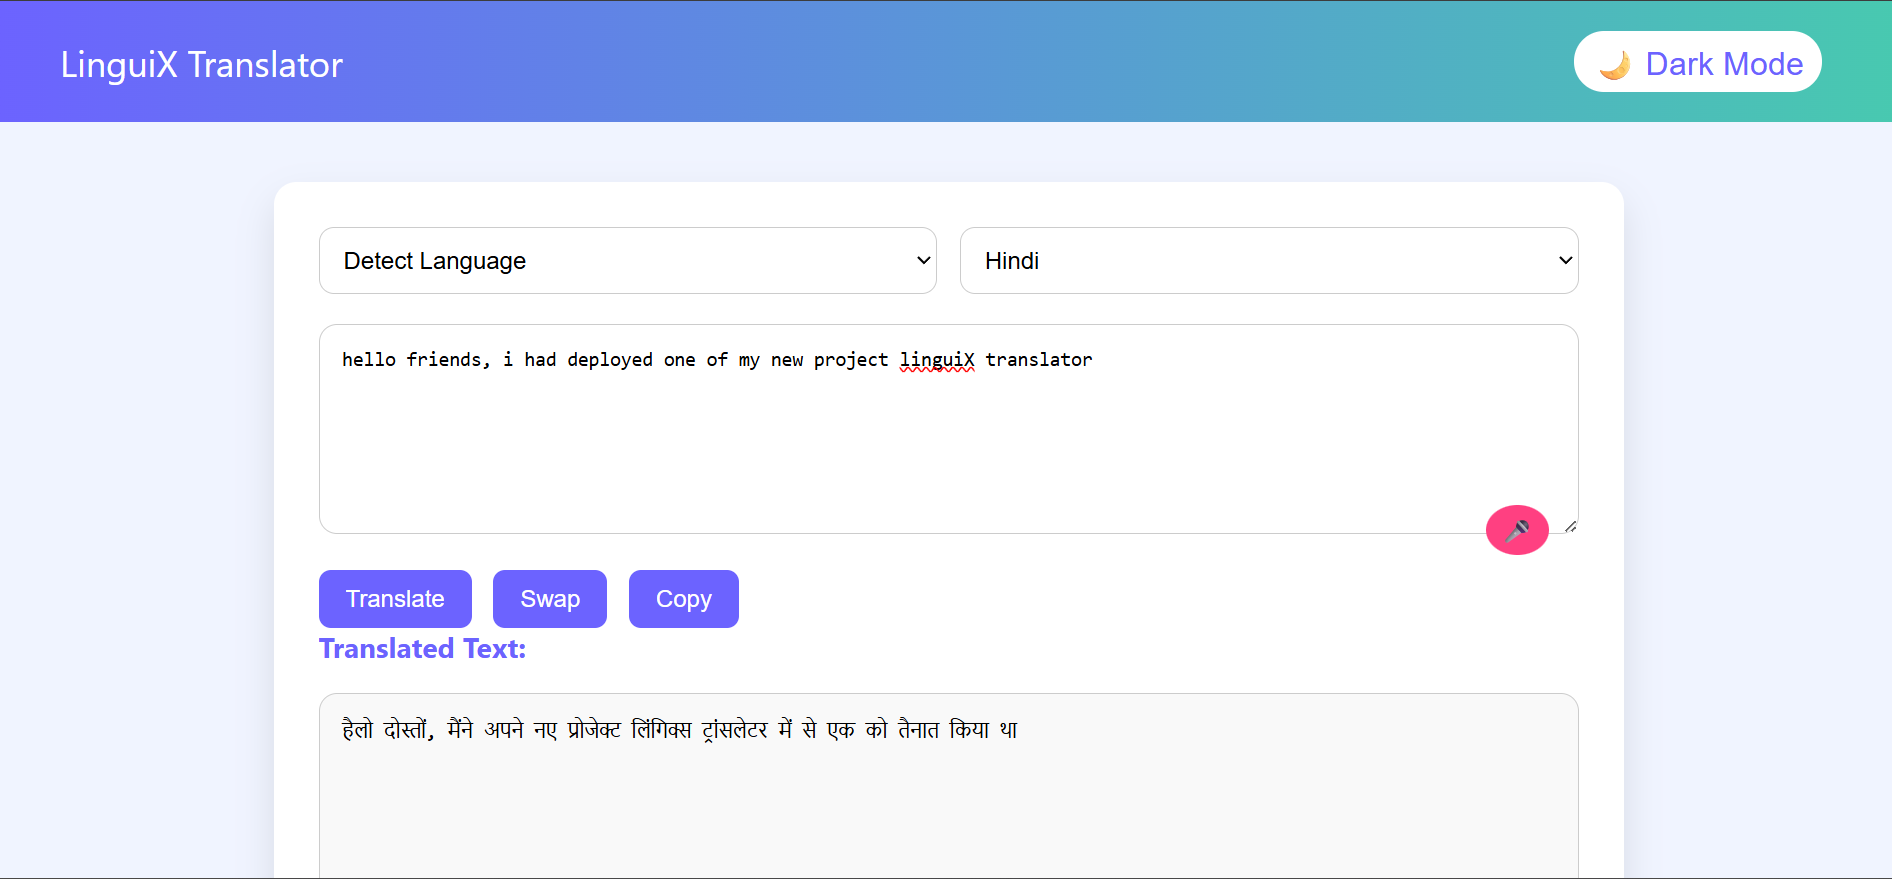 LinguiX Translator
🌙 Dark Mode
Detect Language
Hindi
hello friends, i had deployed one of my new project linguiX translator
Translate
Swap
Copy
Translated Text:
हैलो दोस्तों, मैंने अपने नए प्रोजेक्ट लिंगिक्स ट्रांसलेटर में से एक को तैनात किया था